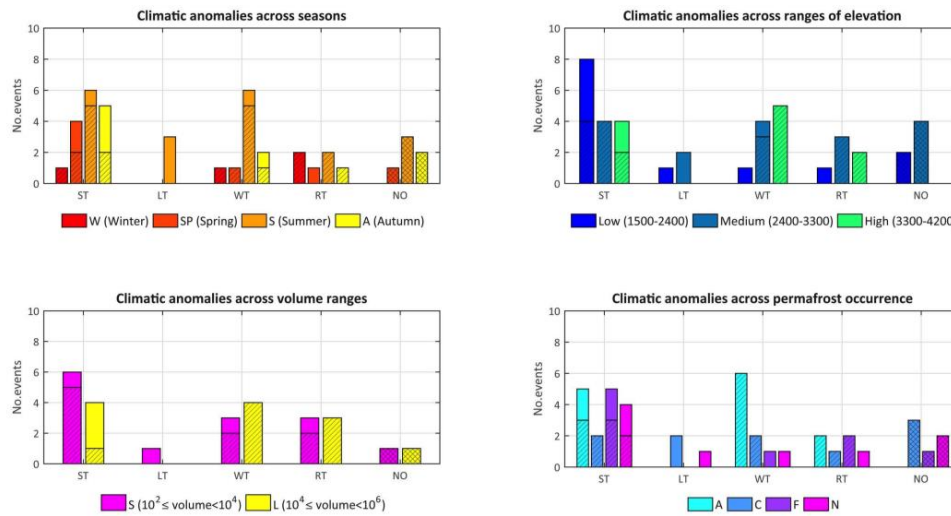 Climatic anomalies across seasons
No.events
10
8
6
4
2
0
ST LT WT RT NO
W (Winter) SP (Spring) S (Summer) A (Autumn)
Climatic anomalies across ranges of elevation
No.events
10
8
6
4
2
0
ST LT WT RT NO
Low (1500-2400) Medium (2400-3300) High (3300-4200
Climatic anomalies across volume ranges
No.events
10
8
6
4
2
0
ST LT WT RT NO
S (10² ≤ volume<10⁴) L (10⁴ ≤ volume<10⁶)
Climatic anomalies across permafrost occurrence
No.events
10
8
6
4
2
0
ST LT WT RT NO
A C F N